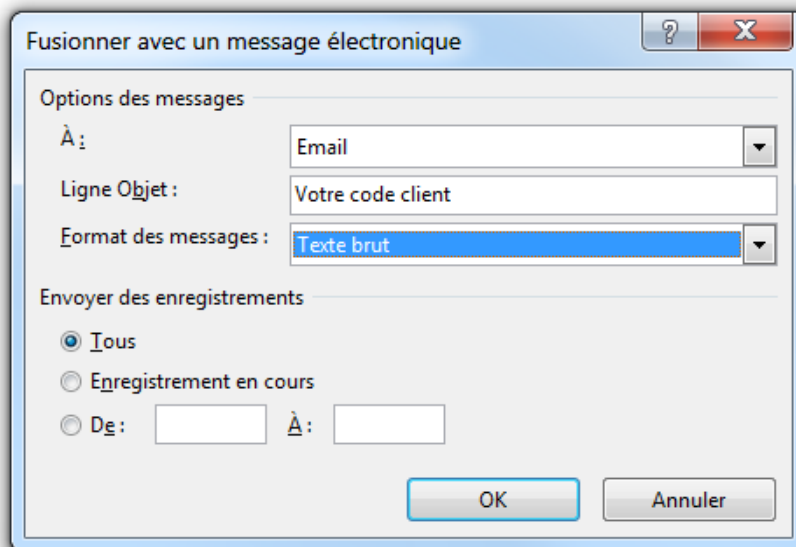 Fusionner avec un message électronique
Options des messages
À :
Email
Ligne Objet :
Votre code client
Format des messages :
Texte brut
Envoyer des enregistrements
Tous
Enregistrement en cours
De : À :
OK Annuler